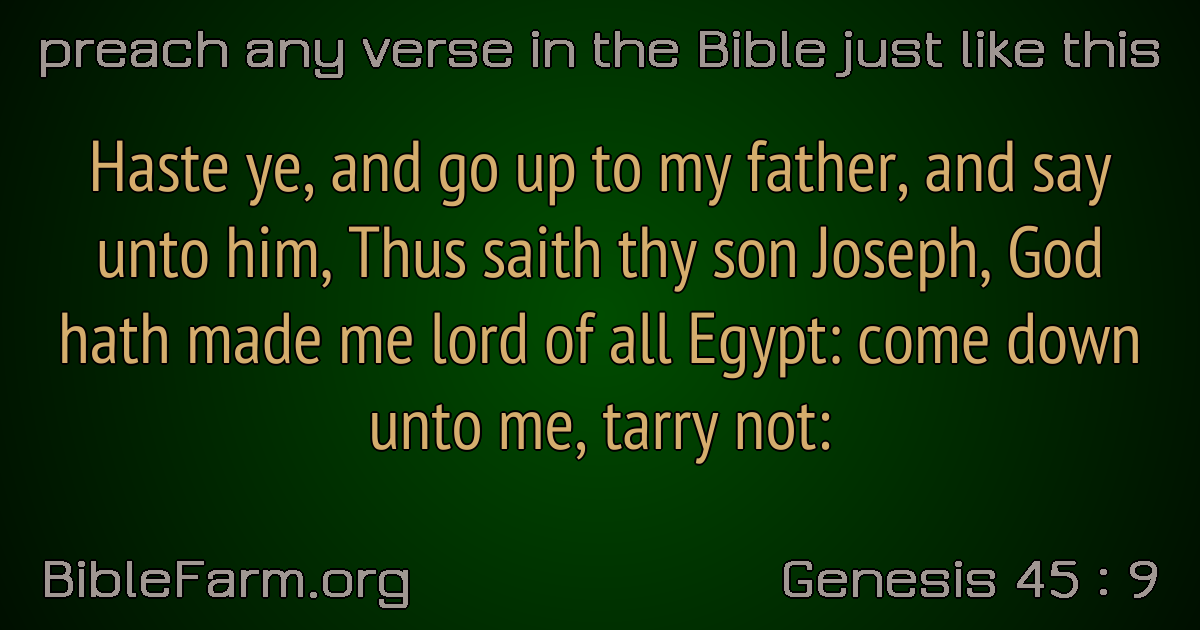 preach any verse in the Bible just like this
Haste ye, and go up to my father, and say
unto him, Thus saith thy son Joseph, God
hath made me lord of all Egypt: come down
unto me, tarry not:
BibleFarm.org
Genesis 45 : 9